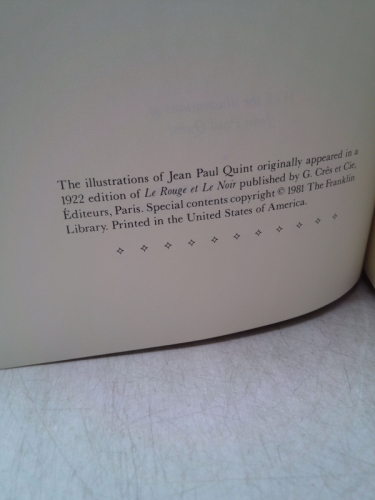 The illustrations of Jean Paul Quint originally appeared in a
1922 edition of Le Rouge et Le Noir published by G. Crès et Cie,
Éditeurs, Paris. Special contents copyright © 1981 The Franklin
Library. Printed in the United States of America.